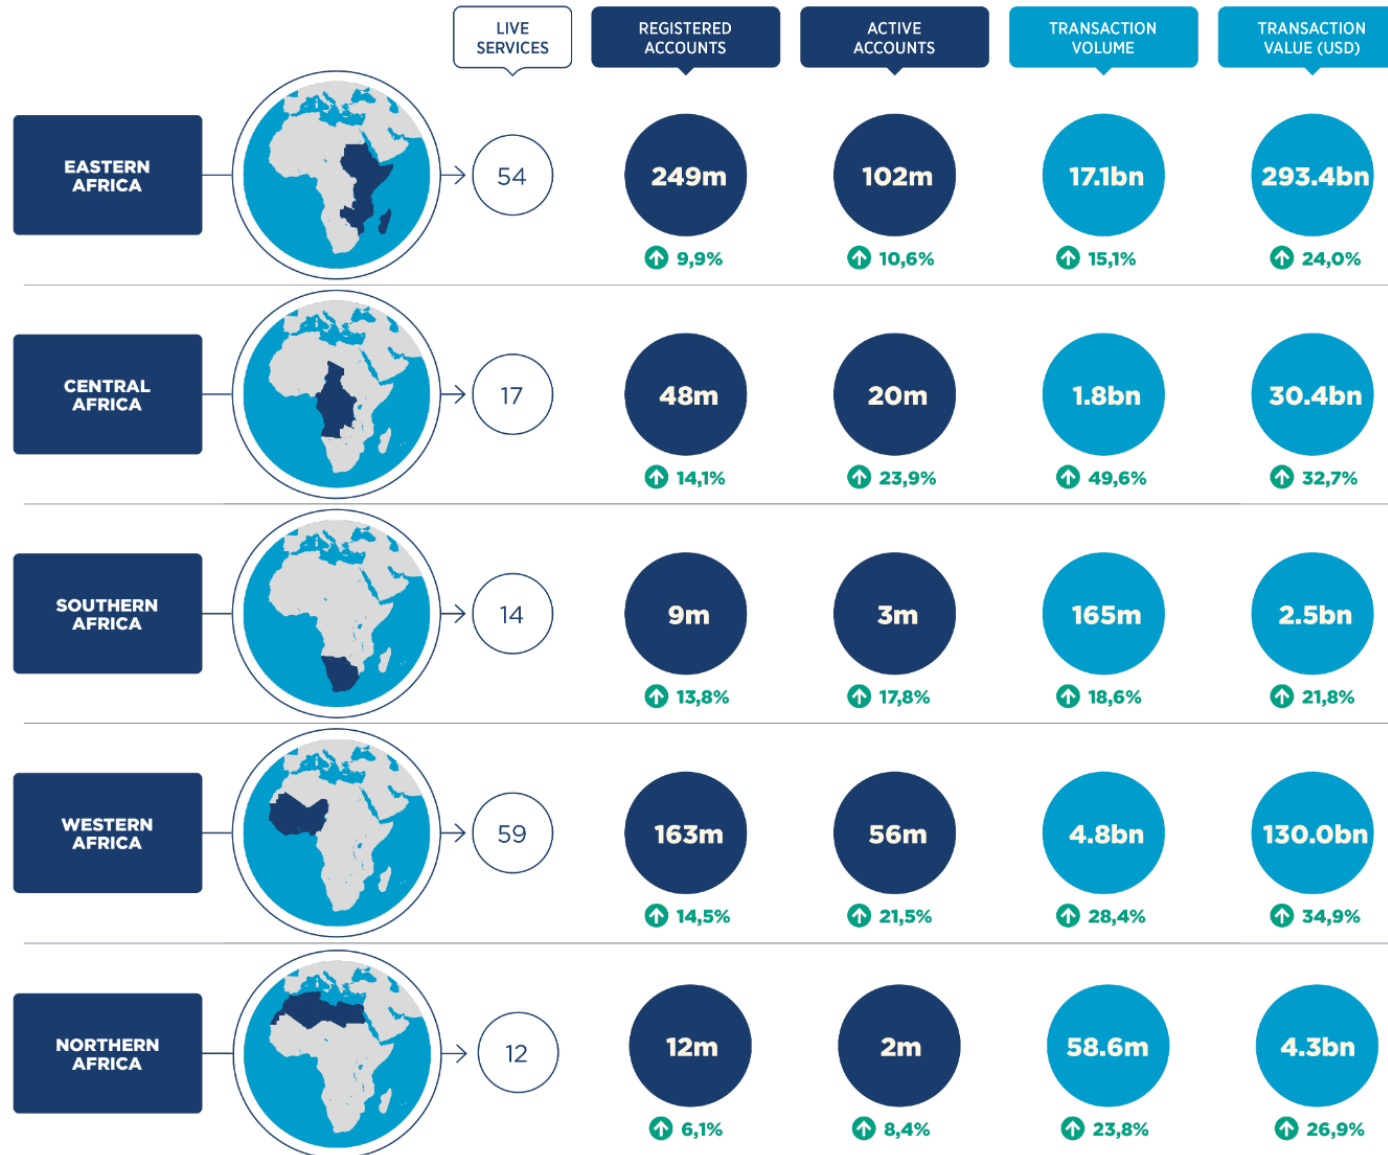 LIVE
SERVICES
REGISTERED
ACCOUNTS
ACTIVE
ACCOUNTS
TRANSACTION
VOLUME
TRANSACTION
VALUE (USD)
EASTERN
AFRICA
54
249m
102m
17.1bn
293.4bn
9,9%
10,6%
15,1%
24,0%
CENTRAL
AFRICA
17
48m
20m
1.8bn
30.4bn
14,1%
23,9%
49,6%
32,7%
SOUTHERN
AFRICA
14
9m
3m
165m
2.5bn
13,8%
17,8%
18,6%
21,8%
WESTERN
AFRICA
59
163m
56m
4.8bn
130.0bn
14,5%
21,5%
28,4%
34,9%
NORTHERN
AFRICA
12
12m
2m
58.6m
4.3bn
6,1%
8,4%
23,8%
26,9%